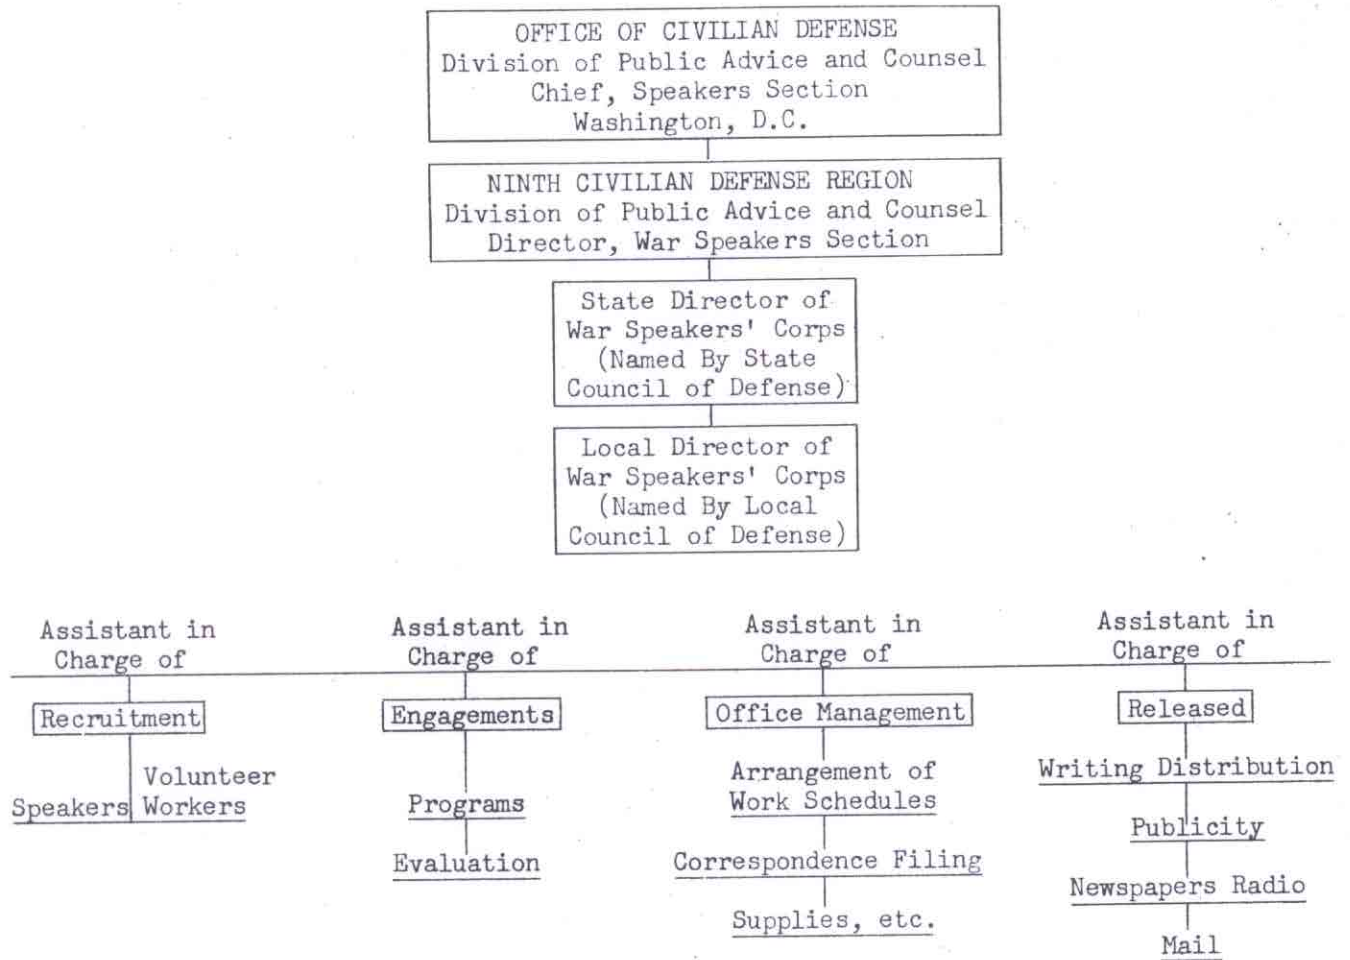 OFFICE OF CIVILIAN DEFENSE
Division of Public Advice and Counsel
Chief, Speakers Section
Washington, D.C.
NINTH CIVILIAN DEFENSE REGION
Division of Public Advice and Counsel
Director, War Speakers Section
State Director of
War Speakers' Corps
(Named By State
Council of Defense)
Local Director of
War Speakers' Corps
(Named By Local
Council of Defense)
Assistant in
Charge of
Recruitment
Speakers
Volunteer
Workers
Assistant in
Charge of
Engagements
Programs
Evaluation
Assistant in
Charge of
Office Management
Arrangement of
Work Schedules
Correspondence Filing
Supplies, etc.
Assistant in
Charge of
Released
Writing Distribution
Publicity
Newspapers Radio
Mail